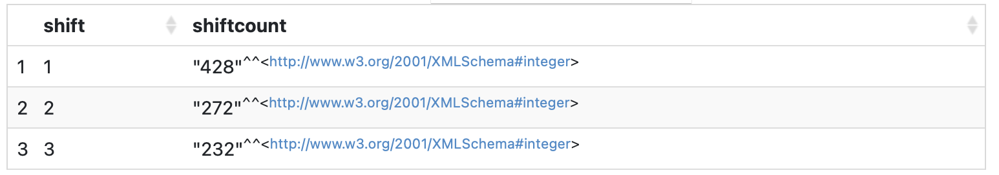 shift shiftcount
1 1 "428"^^<http://www.w3.org/2001/XMLSchema#integer>
2 2 "272"^^<http://www.w3.org/2001/XMLSchema#integer>
3 3 "232"^^<http://www.w3.org/2001/XMLSchema#integer>